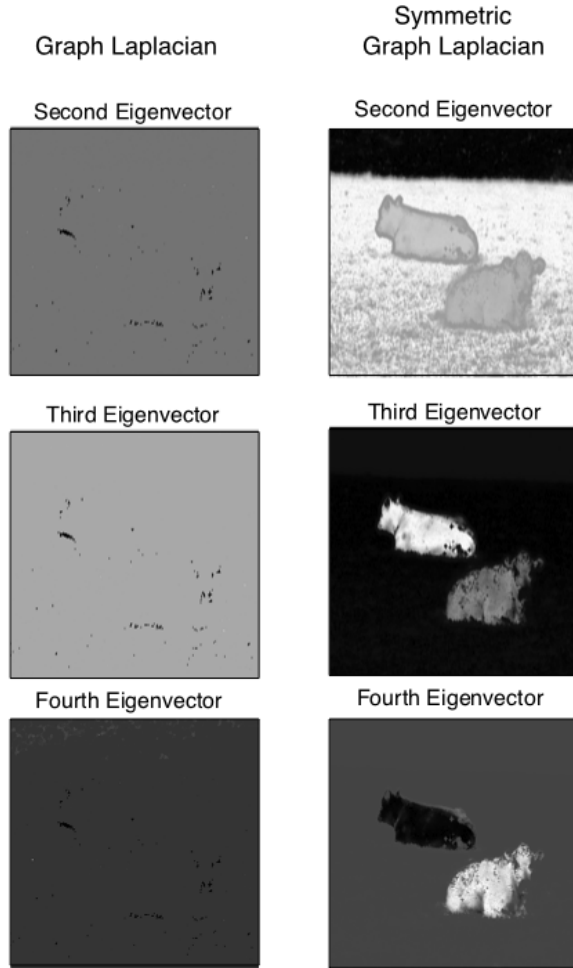 Graph Laplacian
Symmetric
Graph Laplacian
Second Eigenvector
Second Eigenvector
Third Eigenvector
Third Eigenvector
Fourth Eigenvector
Fourth Eigenvector